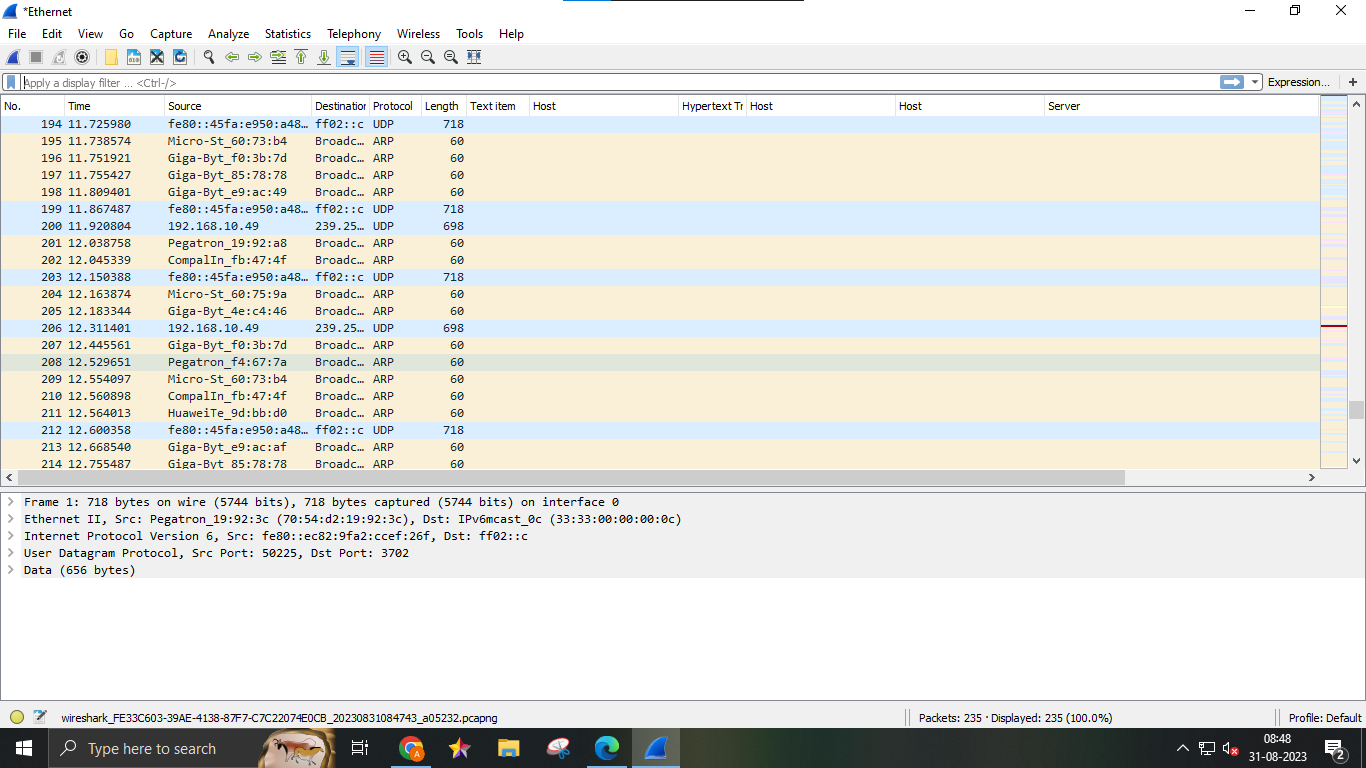 *Ethernet
File Edit View Go Capture Analyze Statistics Telephony Wireless Tools Help
Apply a display filter ... <Ctrl-/> Expression... +
No. Time Source Destination Protocol Length Text item Host Hypertext Tr Host Host Server
194 11.725980 fe80::45fa:e950:a48… ff02::c UDP 718
195 11.738574 Micro-St_60:73:b4 Broadc… ARP 60
196 11.751921 Giga-Byt_f0:3b:7d Broadc… ARP 60
197 11.755427 Giga-Byt_85:78:78 Broadc… ARP 60
198 11.809401 Giga-Byt_e9:ac:49 Broadc… ARP 60
199 11.867487 fe80::45fa:e950:a48… ff02::c UDP 718
200 11.920804 192.168.10.49 239.25… UDP 698
201 12.038758 Pegatron_19:92:a8 Broadc… ARP 60
202 12.045339 CompalIn_fb:47:4f Broadc… ARP 60
203 12.150388 fe80::45fa:e950:a48… ff02::c UDP 718
204 12.163874 Micro-St_60:75:9a Broadc… ARP 60
205 12.183344 Giga-Byt_4e:c4:46 Broadc… ARP 60
206 12.311401 192.168.10.49 239.25… UDP 698
207 12.445561 Giga-Byt_f0:3b:7d Broadc… ARP 60
208 12.529651 Pegatron_f4:67:7a Broadc… ARP 60
209 12.554097 Micro-St_60:73:b4 Broadc… ARP 60
210 12.560898 CompalIn_fb:47:4f Broadc… ARP 60
211 12.564013 HuaweiTe_9d:bb:d0 Broadc… ARP 60
212 12.600358 fe80::45fa:e950:a48… ff02::c UDP 718
213 12.668540 Giga-Byt_e9:ac:af Broadc… ARP 60
214 12.755487 Giga-Byt_85:78:78 Broadc… ARP 60
Frame 1: 718 bytes on wire (5744 bits), 718 bytes captured (5744 bits) on interface 0
Ethernet II, Src: Pegatron_19:92:3c (70:54:d2:19:92:3c), Dst: IPv6mcast_0c (33:33:00:00:00:0c)
Internet Protocol Version 6, Src: fe80::ec82:9fa2:ccef:26f, Dst: ff02::c
User Datagram Protocol, Src Port: 50225, Dst Port: 3702
Data (656 bytes)
wireshark_FE33C603-39AE-4138-87F7-C7C22074E0CB_20230831084743_a05232.pcapng Packets: 235 · Displayed: 235 (100.0%) Profile: Default
Type here to search
08:48
31-08-2023
2